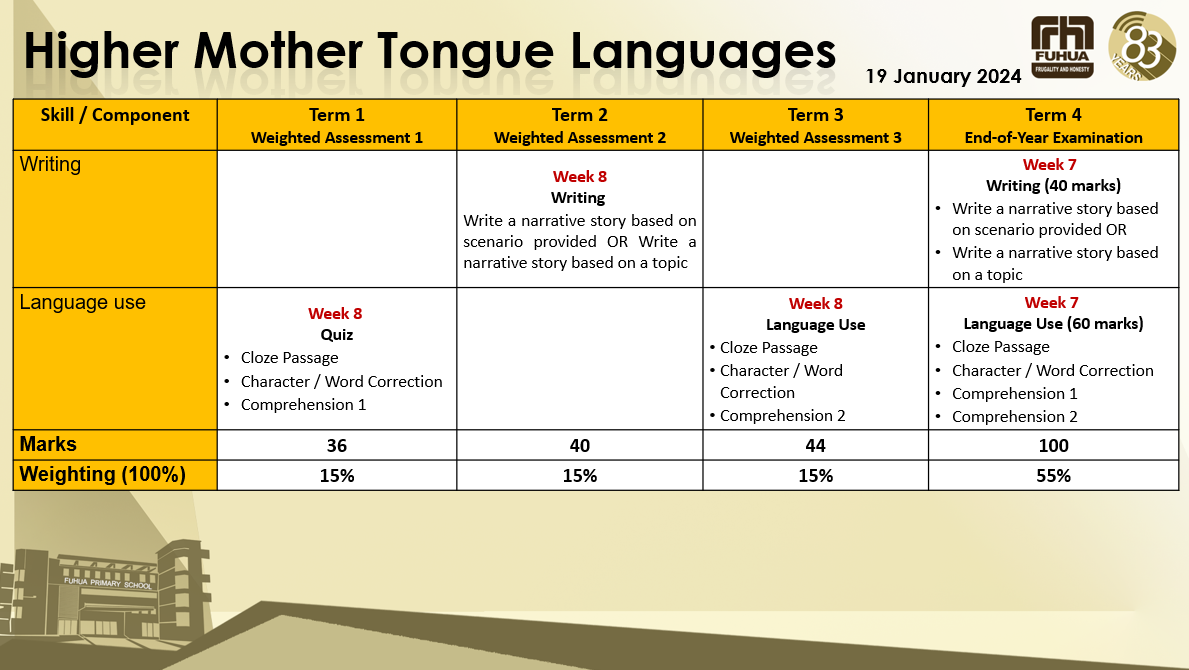 Higher Mother Tongue Languages
19 January 2024
FUHUA
FRUGALITY AND HONESTY
83
YEARS
Skill / Component
Term 1
Weighted Assessment 1
Term 2
Weighted Assessment 2
Term 3
Weighted Assessment 3
Term 4
End-of-Year Examination
Writing
Week 8
Writing
Write a narrative story based on
scenario provided OR Write a
narrative story based on a topic
Week 7
Writing (40 marks)
• Write a narrative story based
on scenario provided OR
• Write a narrative story based
on a topic
Language use
Week 8
Quiz
• Cloze Passage
• Character / Word Correction
• Comprehension 1
Week 8
Language Use
• Cloze Passage
• Character / Word
Correction
• Comprehension 2
Week 7
Language Use (60 marks)
• Cloze Passage
• Character / Word Correction
• Comprehension 1
• Comprehension 2
Marks
36
40
44
100
Weighting (100%)
15%
15%
15%
55%
FUHUA PRIMARY SCHOOL